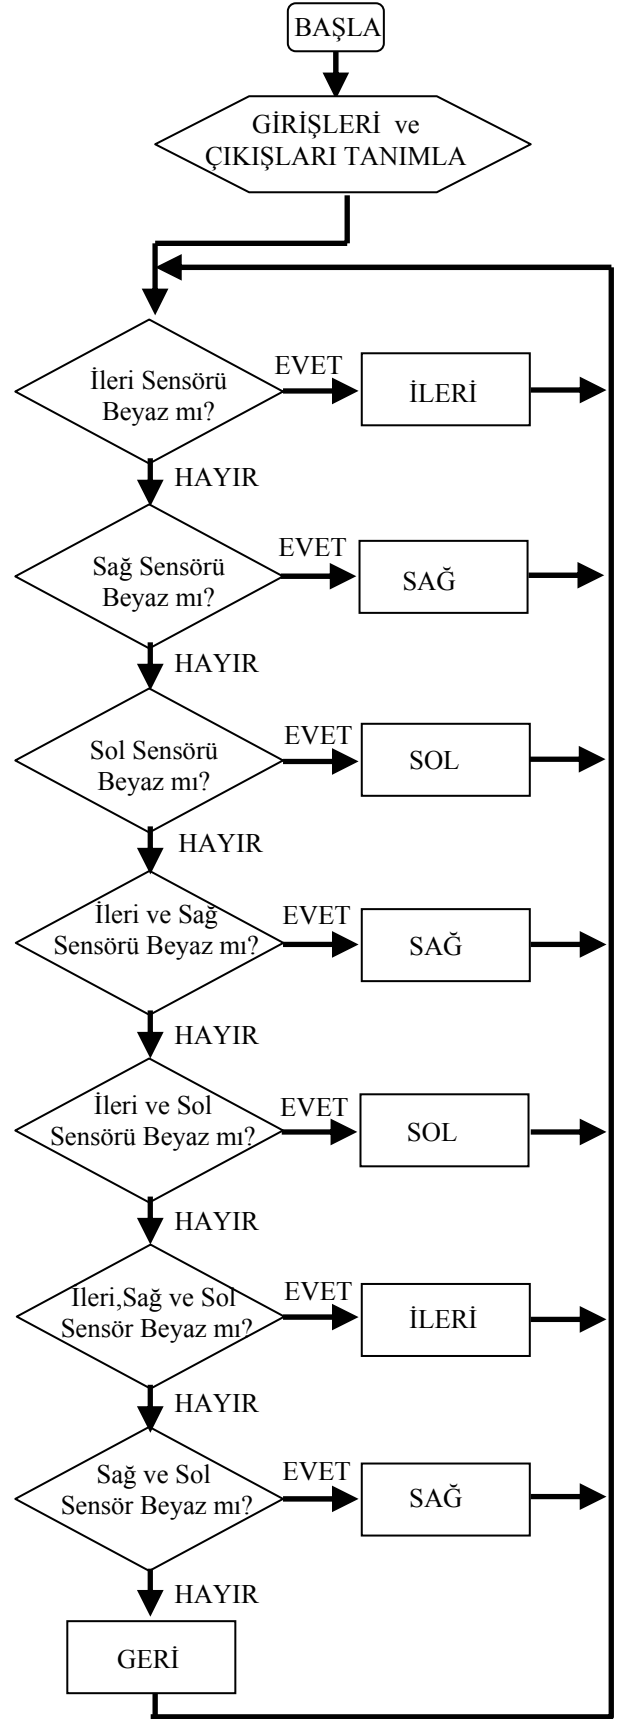 BAŞLA
GİRİŞLERİ ve
ÇIKIŞLARI TANIMLA
İleri Sensörü
Beyaz mı?
EVET
İLERİ
HAYIR
Sağ Sensörü
Beyaz mı?
EVET
SAĞ
HAYIR
Sol Sensörü
Beyaz mı?
EVET
SOL
HAYIR
İleri ve Sağ
Sensörü Beyaz mı?
EVET
SAĞ
HAYIR
İleri ve Sol
Sensörü Beyaz mı?
EVET
SOL
HAYIR
İleri,Sağ ve Sol
Sensör Beyaz mı?
EVET
İLERİ
HAYIR
Sağ ve Sol
Sensör Beyaz mı?
EVET
SAĞ
HAYIR
GERİ